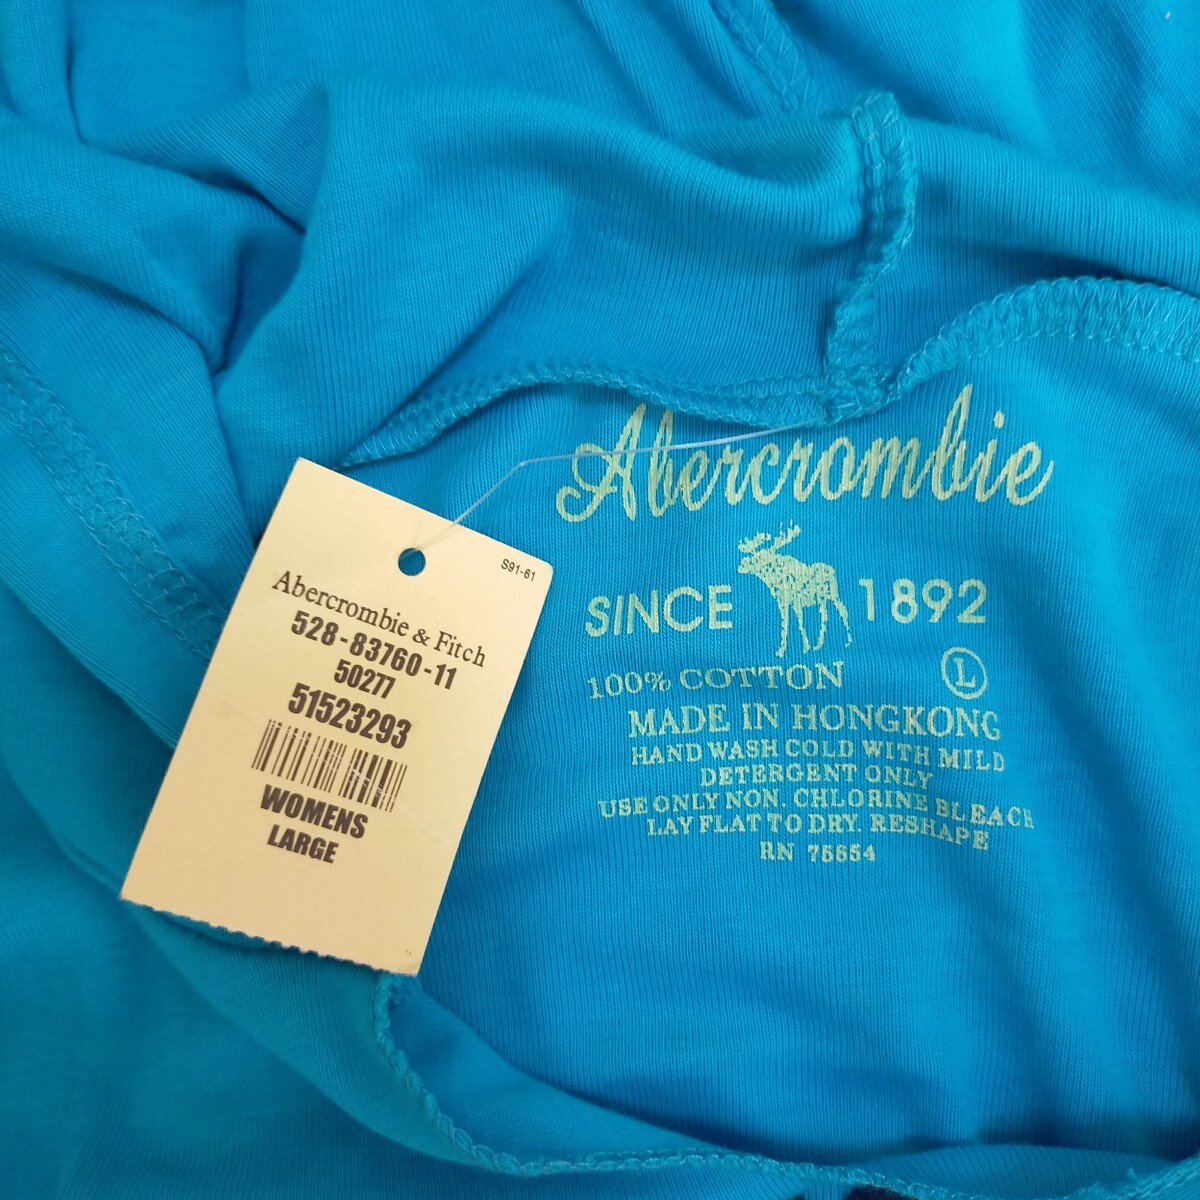 S91-61
Abercrombie & Fitch
528-83760-11
50277
51523293
WOMENS
LARGE
Abercrombie
SINCE 1892
100% COTTON L
MADE IN HONGKONG
HAND WASH COLD WITH MILD
DETERGENT ONLY
USE ONLY NON. CHLORINE BLEACH
LAY FLAT TO DRY. RESHAPE
RN 75654